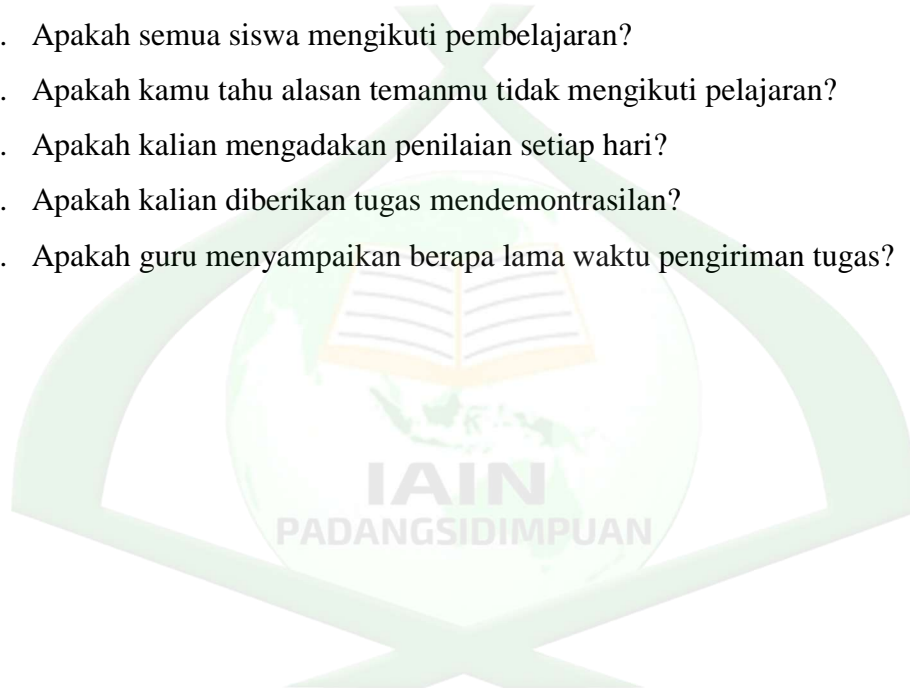 . Apakah semua siswa mengikuti pembelajaran?
. Apakah kamu tahu alasan temanmu tidak mengikuti pelajaran?
. Apakah kalian mengadakan penilaian setiap hari?
. Apakah kalian diberikan tugas mendemontrasilan?
. Apakah guru menyampaikan berapa lama waktu pengiriman tugas?
IAIN
PADANGSIDIMPUAN